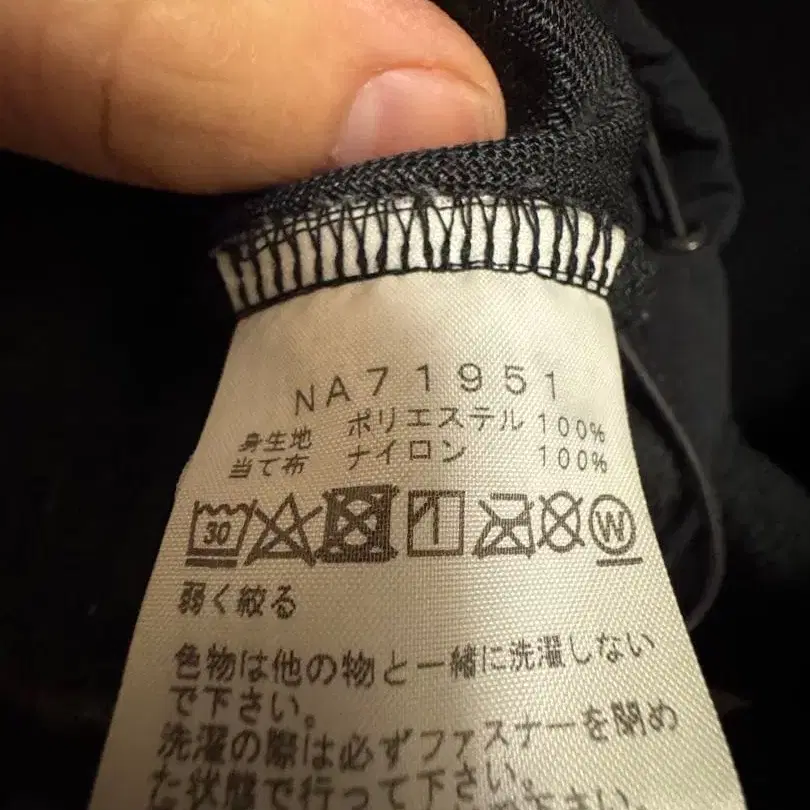 NA71951
身生地 ポリエステル 100%
当て布 ナイロン 100%
30 W
弱く絞る
色物は他の物と一緒に洗濯しない
で下さい。
洗濯の際は必ずファスナーを閉め
た状態で行って下さい。